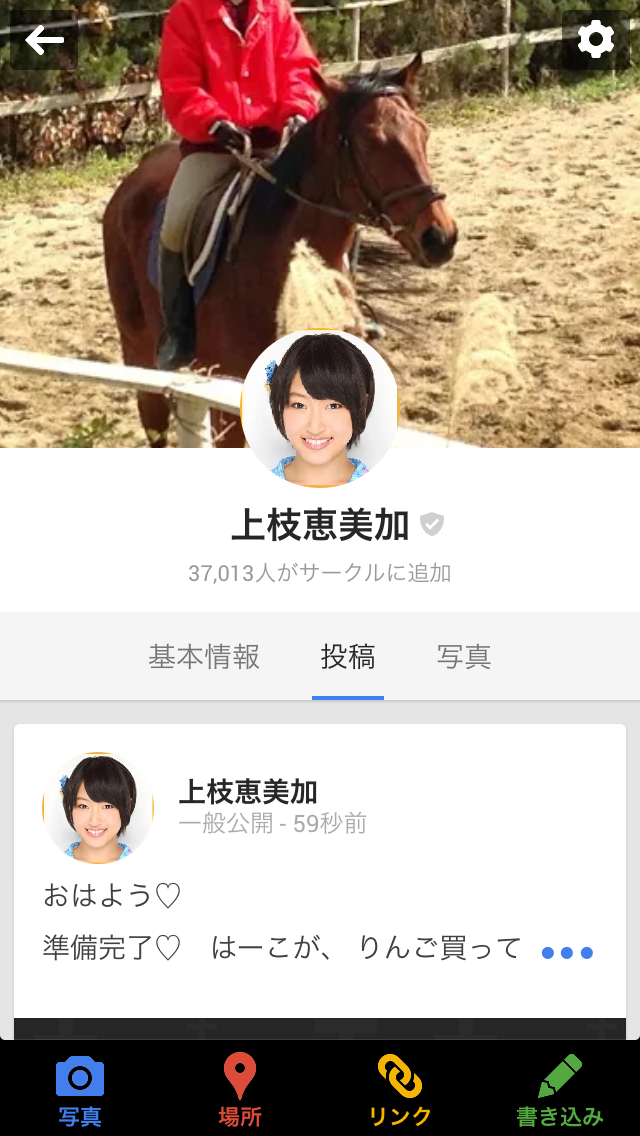 上枝恵美加
37,013人がサークルに追加
基本情報 投稿 写真
上枝恵美加
一般公開 - 59秒前
おはよう♡
準備完了♡　はーこが、 りんご買って
写真 場所 リンク 書き込み